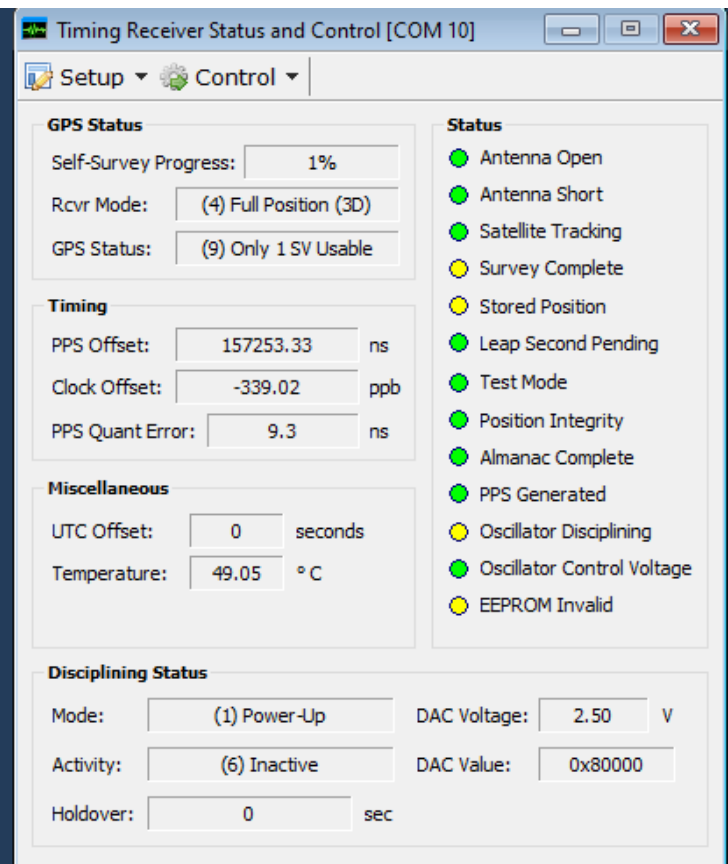 Timing Receiver Status and Control [COM 10]
Setup Control
GPS Status
Self-Survey Progress: 1%
Rcvr Mode: (4) Full Position (3D)
GPS Status: (9) Only 1 SV Usable
Timing
PPS Offset: 157253.33 ns
Clock Offset: -339.02 ppb
PPS Quant Error: 9.3 ns
Miscellaneous
UTC Offset: 0 seconds
Temperature: 49.05 °C
Status
Antenna Open
Antenna Short
Satellite Tracking
Survey Complete
Stored Position
Leap Second Pending
Test Mode
Position Integrity
Almanac Complete
PPS Generated
Oscillator Disciplining
Oscillator Control Voltage
EEPROM Invalid
Disciplining Status
Mode: (1) Power-Up DAC Voltage: 2.50 V
Activity: (6) Inactive DAC Value: 0x80000
Holdover: 0 sec